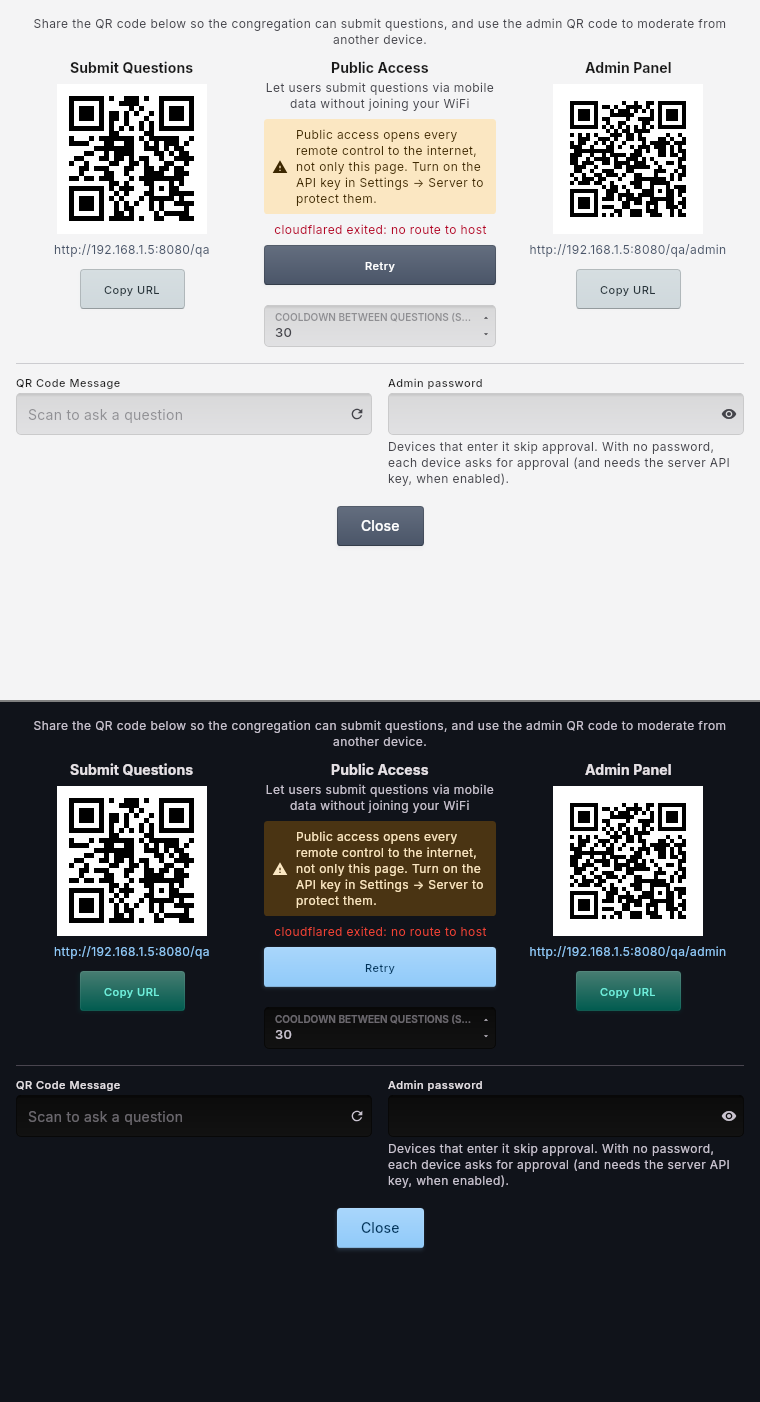 Share the QR code below so the congregation can submit questions, and use the admin QR code to moderate from
another device.
Submit Questions
http://192.168.1.5:8080/qa
Copy URL
Public Access
Let users submit questions via mobile
data without joining your WiFi
Public access opens every
remote control to the internet,
not only this page. Turn on the
API key in Settings → Server to
protect them.
cloudflared exited: no route to host
Retry
COOLDOWN BETWEEN QUESTIONS (S...
30
Admin Panel
http://192.168.1.5:8080/qa/admin
Copy URL
QR Code Message
Scan to ask a question
Admin password
Devices that enter it skip approval. With no password,
each device asks for approval (and needs the server API
key, when enabled).
Close
Share the QR code below so the congregation can submit questions, and use the admin QR code to moderate from
another device.
Submit Questions
http://192.168.1.5:8080/qa
Copy URL
Public Access
Let users submit questions via mobile
data without joining your WiFi
Public access opens every
remote control to the internet,
not only this page. Turn on the
API key in Settings → Server to
protect them.
cloudflared exited: no route to host
Retry
COOLDOWN BETWEEN QUESTIONS (S...
30
Admin Panel
http://192.168.1.5:8080/qa/admin
Copy URL
QR Code Message
Scan to ask a question
Admin password
Devices that enter it skip approval. With no password,
each device asks for approval (and needs the server API
key, when enabled).
Close